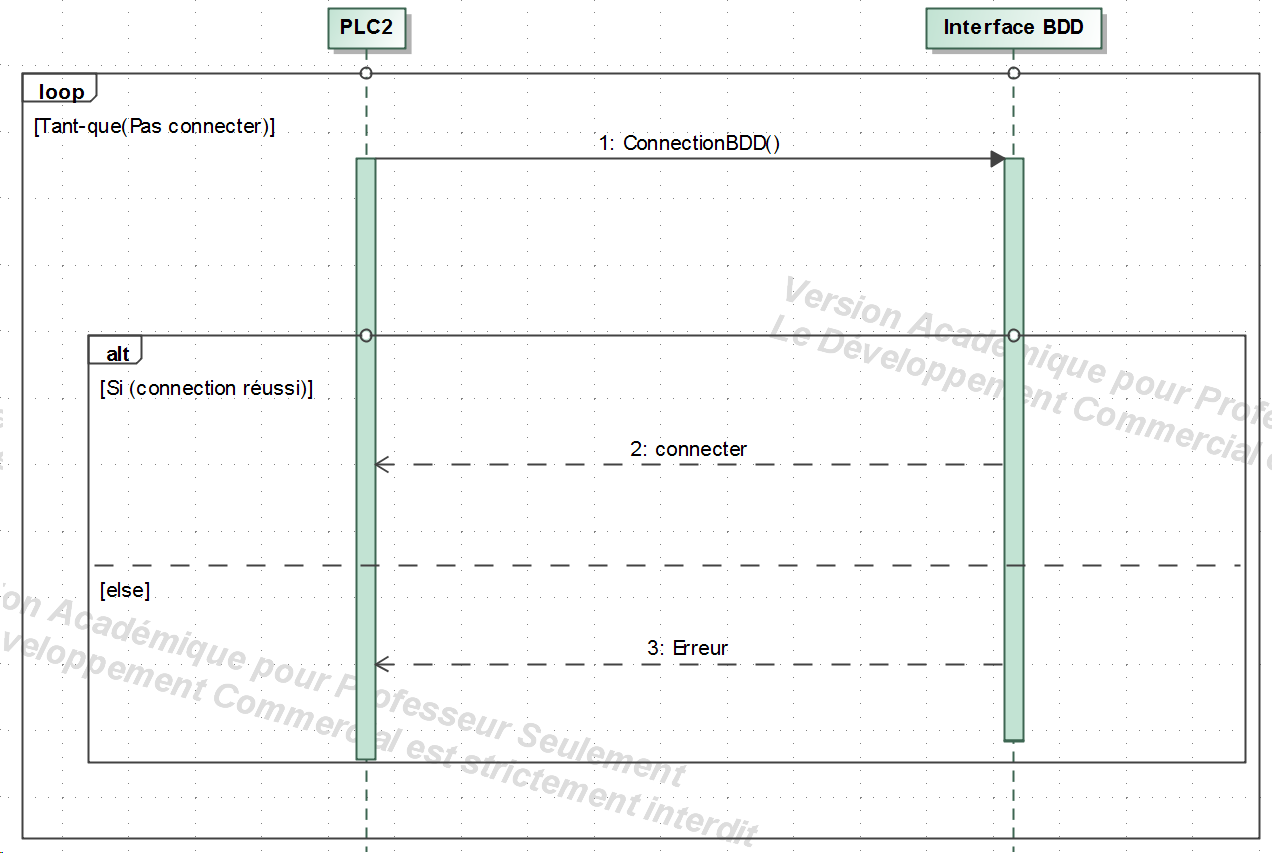 PLC2
Interface BDD
loop
[Tant-que(Pas connecter)]
1: ConnectionBDD()
Version Académique pour Profe
Le Développement Commercial e
alt
[Si (connection réussi)]
2: connecter
[else]
3: Erreur
ion Académique pour Professeur Seulement
veloppement Commercial est strictement interdit